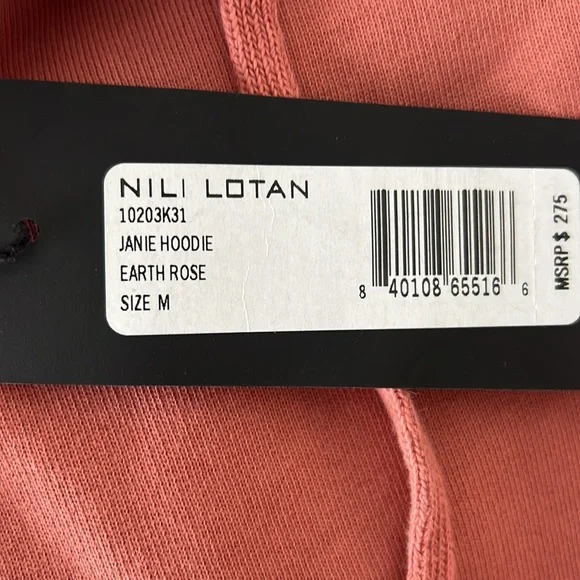 NILI LOTAN
10203K31
JANIE HOODIE
EARTH ROSE
SIZE M
8 40108 65516 6
MSRP $ 275